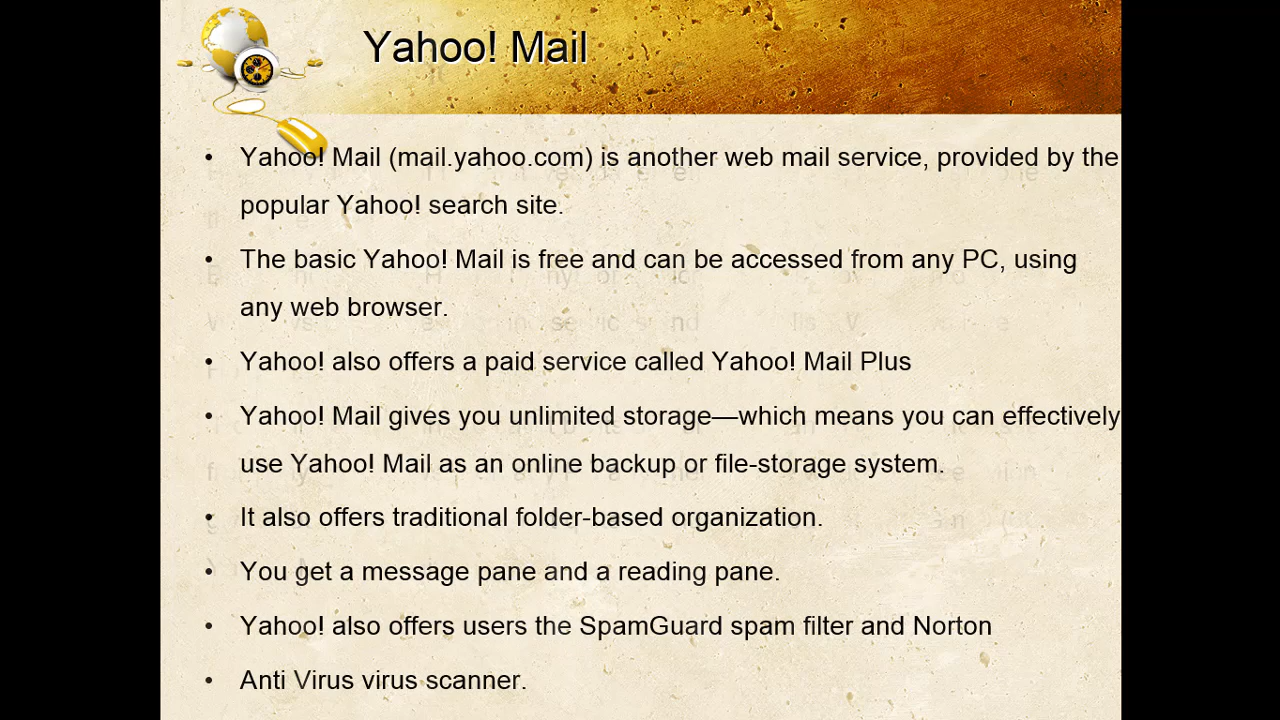 Yahoo! Mail
• Yahoo! Mail (mail.yahoo.com) is another web mail service, provided by the
popular Yahoo! search site.
• The basic Yahoo! Mail is free and can be accessed from any PC, using
any web browser.
• Yahoo! also offers a paid service called Yahoo! Mail Plus
• Yahoo! Mail gives you unlimited storage—which means you can effectively
use Yahoo! Mail as an online backup or file-storage system.
• It also offers traditional folder-based organization.
• You get a message pane and a reading pane.
• Yahoo! also offers users the SpamGuard spam filter and Norton
• Anti Virus virus scanner.